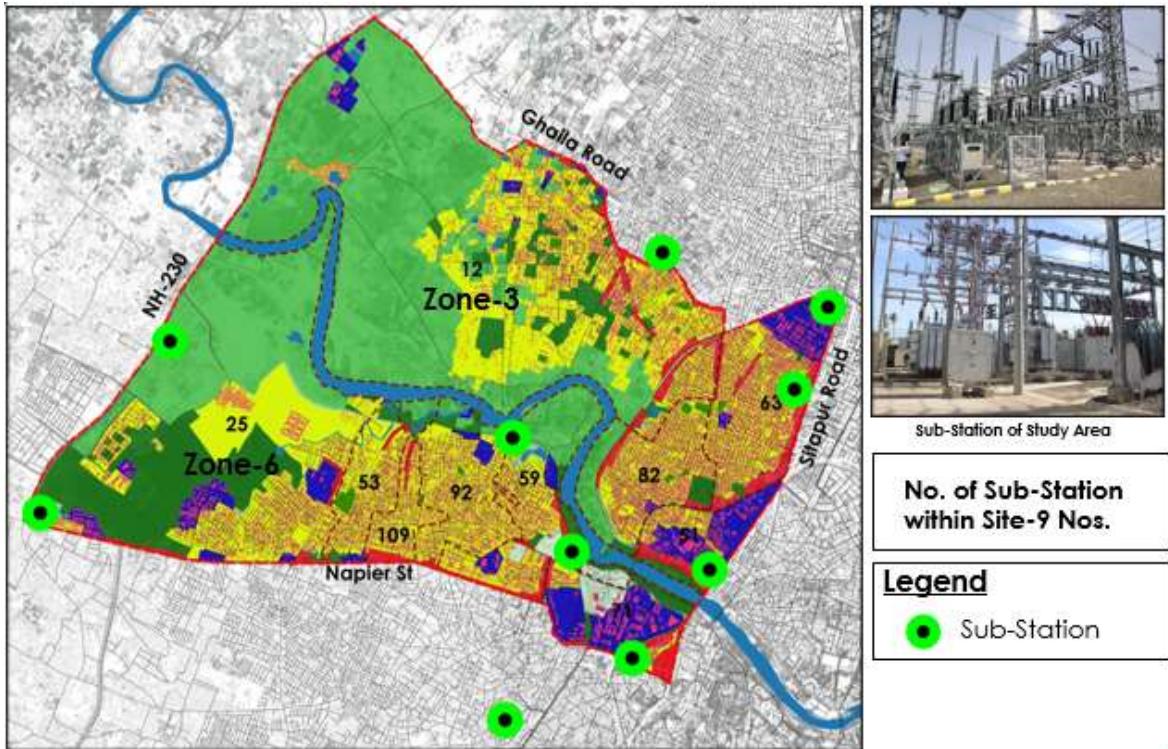 Ghaila Road
NH-230
12
Zone-3
Sitapur Road
63
25
Zone-6
53
92
59
82
109
51
71
Napier St
Sub-Station of Study Area
No. of Sub-Station
within Site-9 Nos.
Legend
Sub-Station